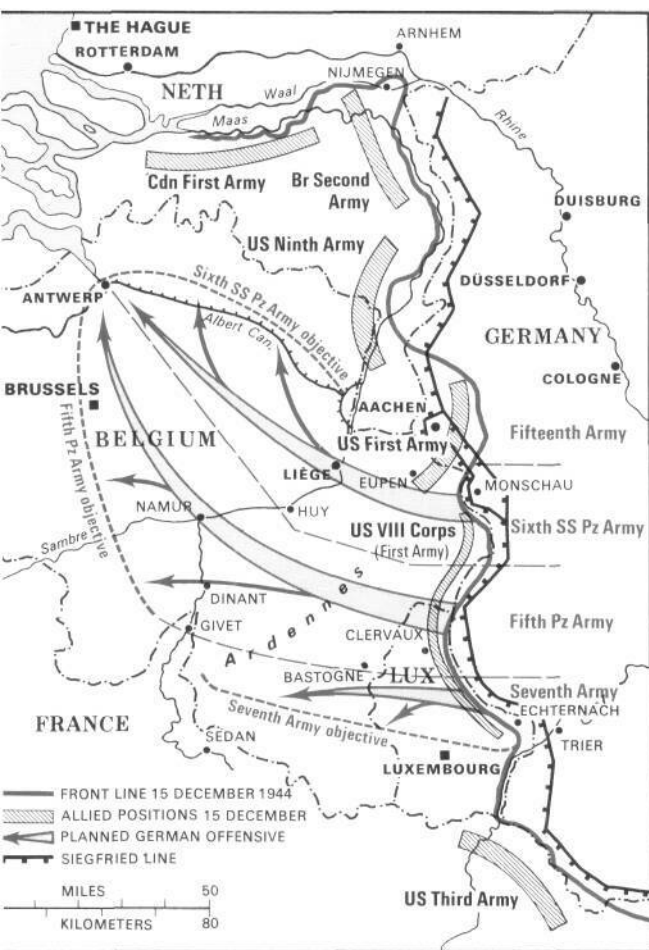 THE HAGUE
ROTTERDAM
ARNHEM
NIJMEGEN
NETH
Waal
Maas
Rhine
Cdn First Army
Br Second
Army
DUISBURG
US Ninth Army
DÜSSELDORF
ANTWERP
Sixth SS Pz Army objective
Albert Can.
GERMANY
COLOGNE
BRUSSELS
BELGIUM
AACHEN
US First Army
Fifteenth Army
Fifth Pz Army objective
LIÈGE
EUPEN
MONSCHAU
NAMUR
HUY
US VIII Corps
(First Army)
Sixth SS Pz Army
Sambre
DINANT
GIVET
Ardennes
CLERVAUX
Fifth Pz Army
BASTOGNE
LUX
Seventh Army
ECHTERNACH
TRIER
FRANCE
Seventh Army objective
SEDAN
LUXEMBOURG
FRONT LINE 15 DECEMBER 1944
ALLIED POSITIONS 15 DECEMBER
PLANNED GERMAN OFFENSIVE
SIEGFRIED LINE
MILES 50
KILOMETERS 80
US Third Army